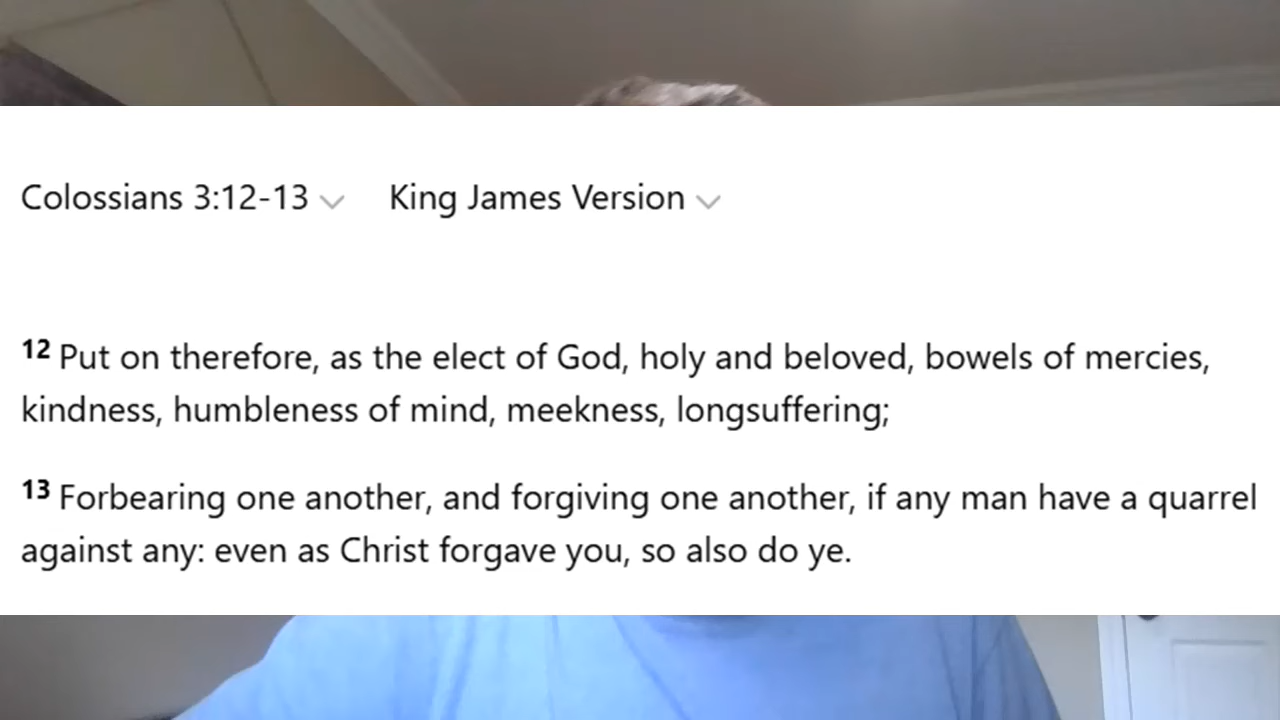 Colossians 3:12-13 King James Version
12 Put on therefore, as the elect of God, holy and beloved, bowels of mercies,
kindness, humbleness of mind, meekness, longsuffering;
13 Forbearing one another, and forgiving one another, if any man have a quarrel
against any: even as Christ forgave you, so also do ye.